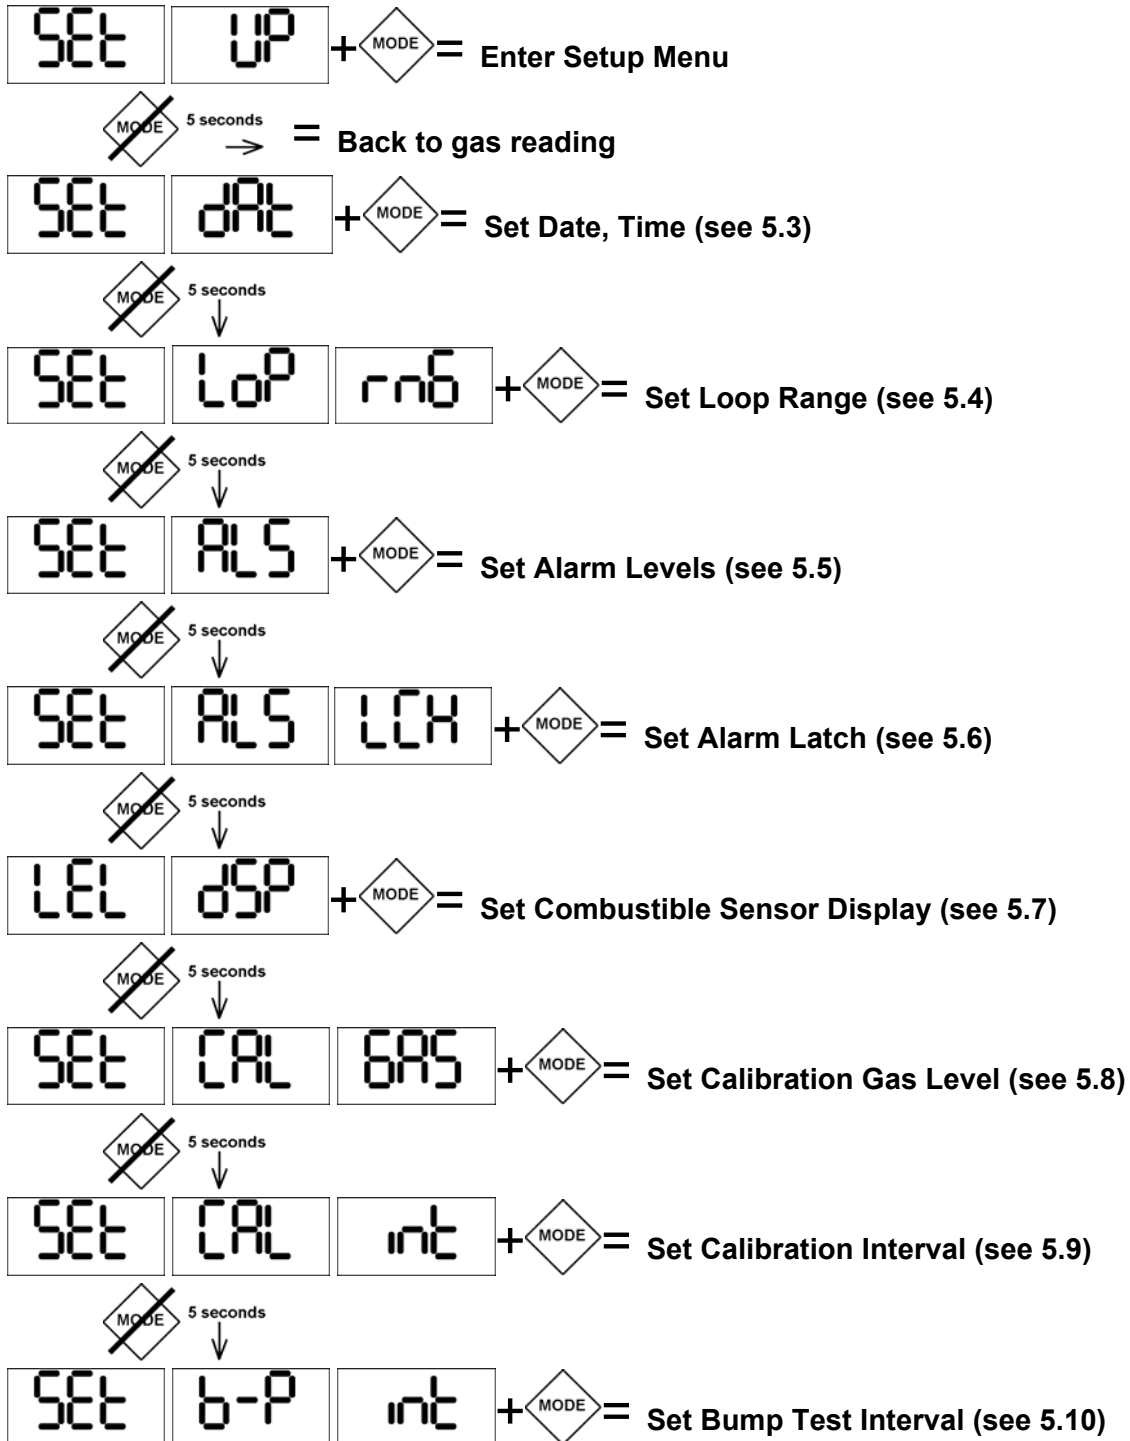 SEt UP + MODE = Enter Setup Menu
MODE 5 seconds = Back to gas reading
SEt dAt + MODE = Set Date, Time (see 5.3)
MODE 5 seconds
SEt LoP rnG + MODE = Set Loop Range (see 5.4)
MODE 5 seconds
SEt ALS + MODE = Set Alarm Levels (see 5.5)
MODE 5 seconds
SEt ALS LCH + MODE = Set Alarm Latch (see 5.6)
MODE 5 seconds
LEL dSP + MODE = Set Combustible Sensor Display (see 5.7)
MODE 5 seconds
SEt CAL GAS + MODE = Set Calibration Gas Level (see 5.8)
MODE 5 seconds
SEt CAL int + MODE = Set Calibration Interval (see 5.9)
MODE 5 seconds
SEt b-P int + MODE = Set Bump Test Interval (see 5.10)